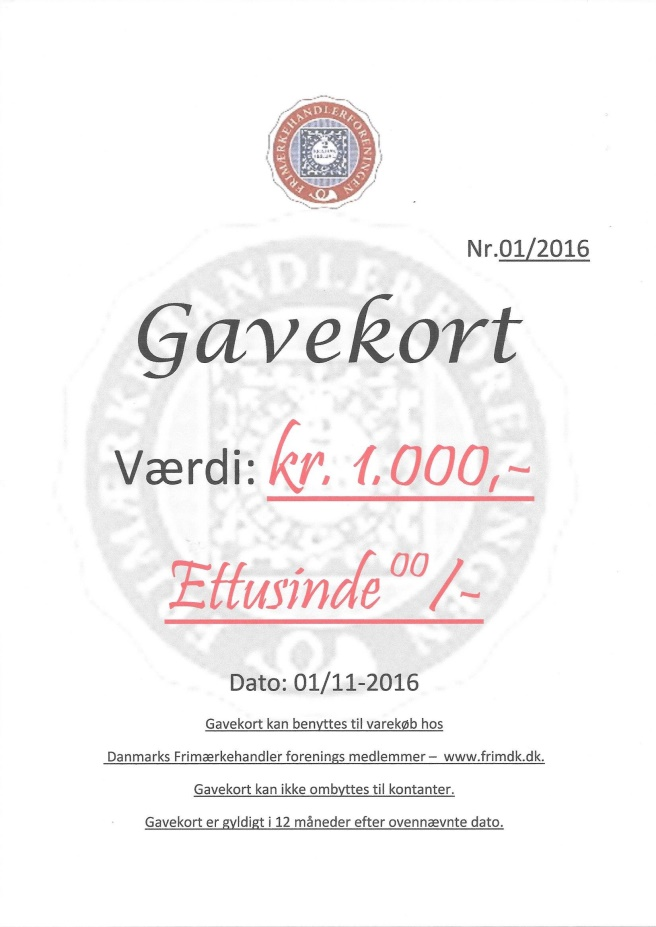 FRIMÆRKEHANDLERFORENINGEN
2
Nr.01/2016
Gavekort
Værdi: kr. 1.000,-
Ettusinde 00/-
Dato: 01/11-2016
Gavekort kan benyttes til varekøb hos
Danmarks Frimærkehandler forenings medlemmer – www.frimdk.dk.
Gavekort kan ikke ombyttes til kontanter.
Gavekort er gyldigt i 12 måneder efter ovennævnte dato.